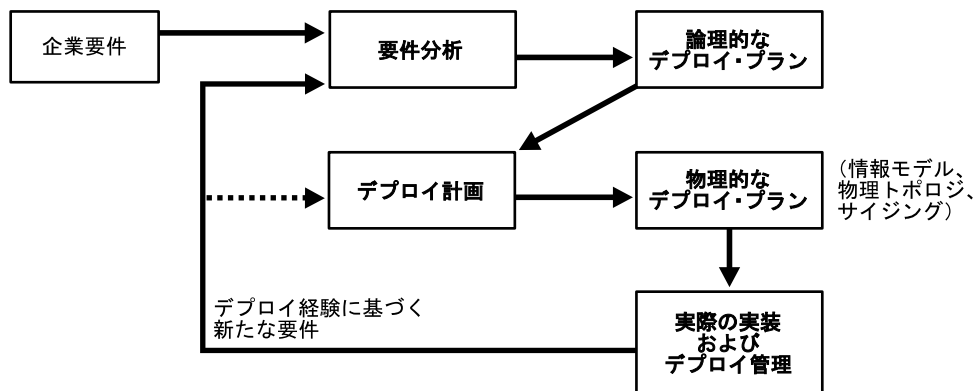 企業要件
要件分析
論理的な
デプロイ・プラン
デプロイ計画
物理的な
デプロイ・プラン
（情報モデル、
物理トポロジ、
サイジング）
デプロイ経験に基づく
新たな要件
実際の実装
および
デプロイ管理